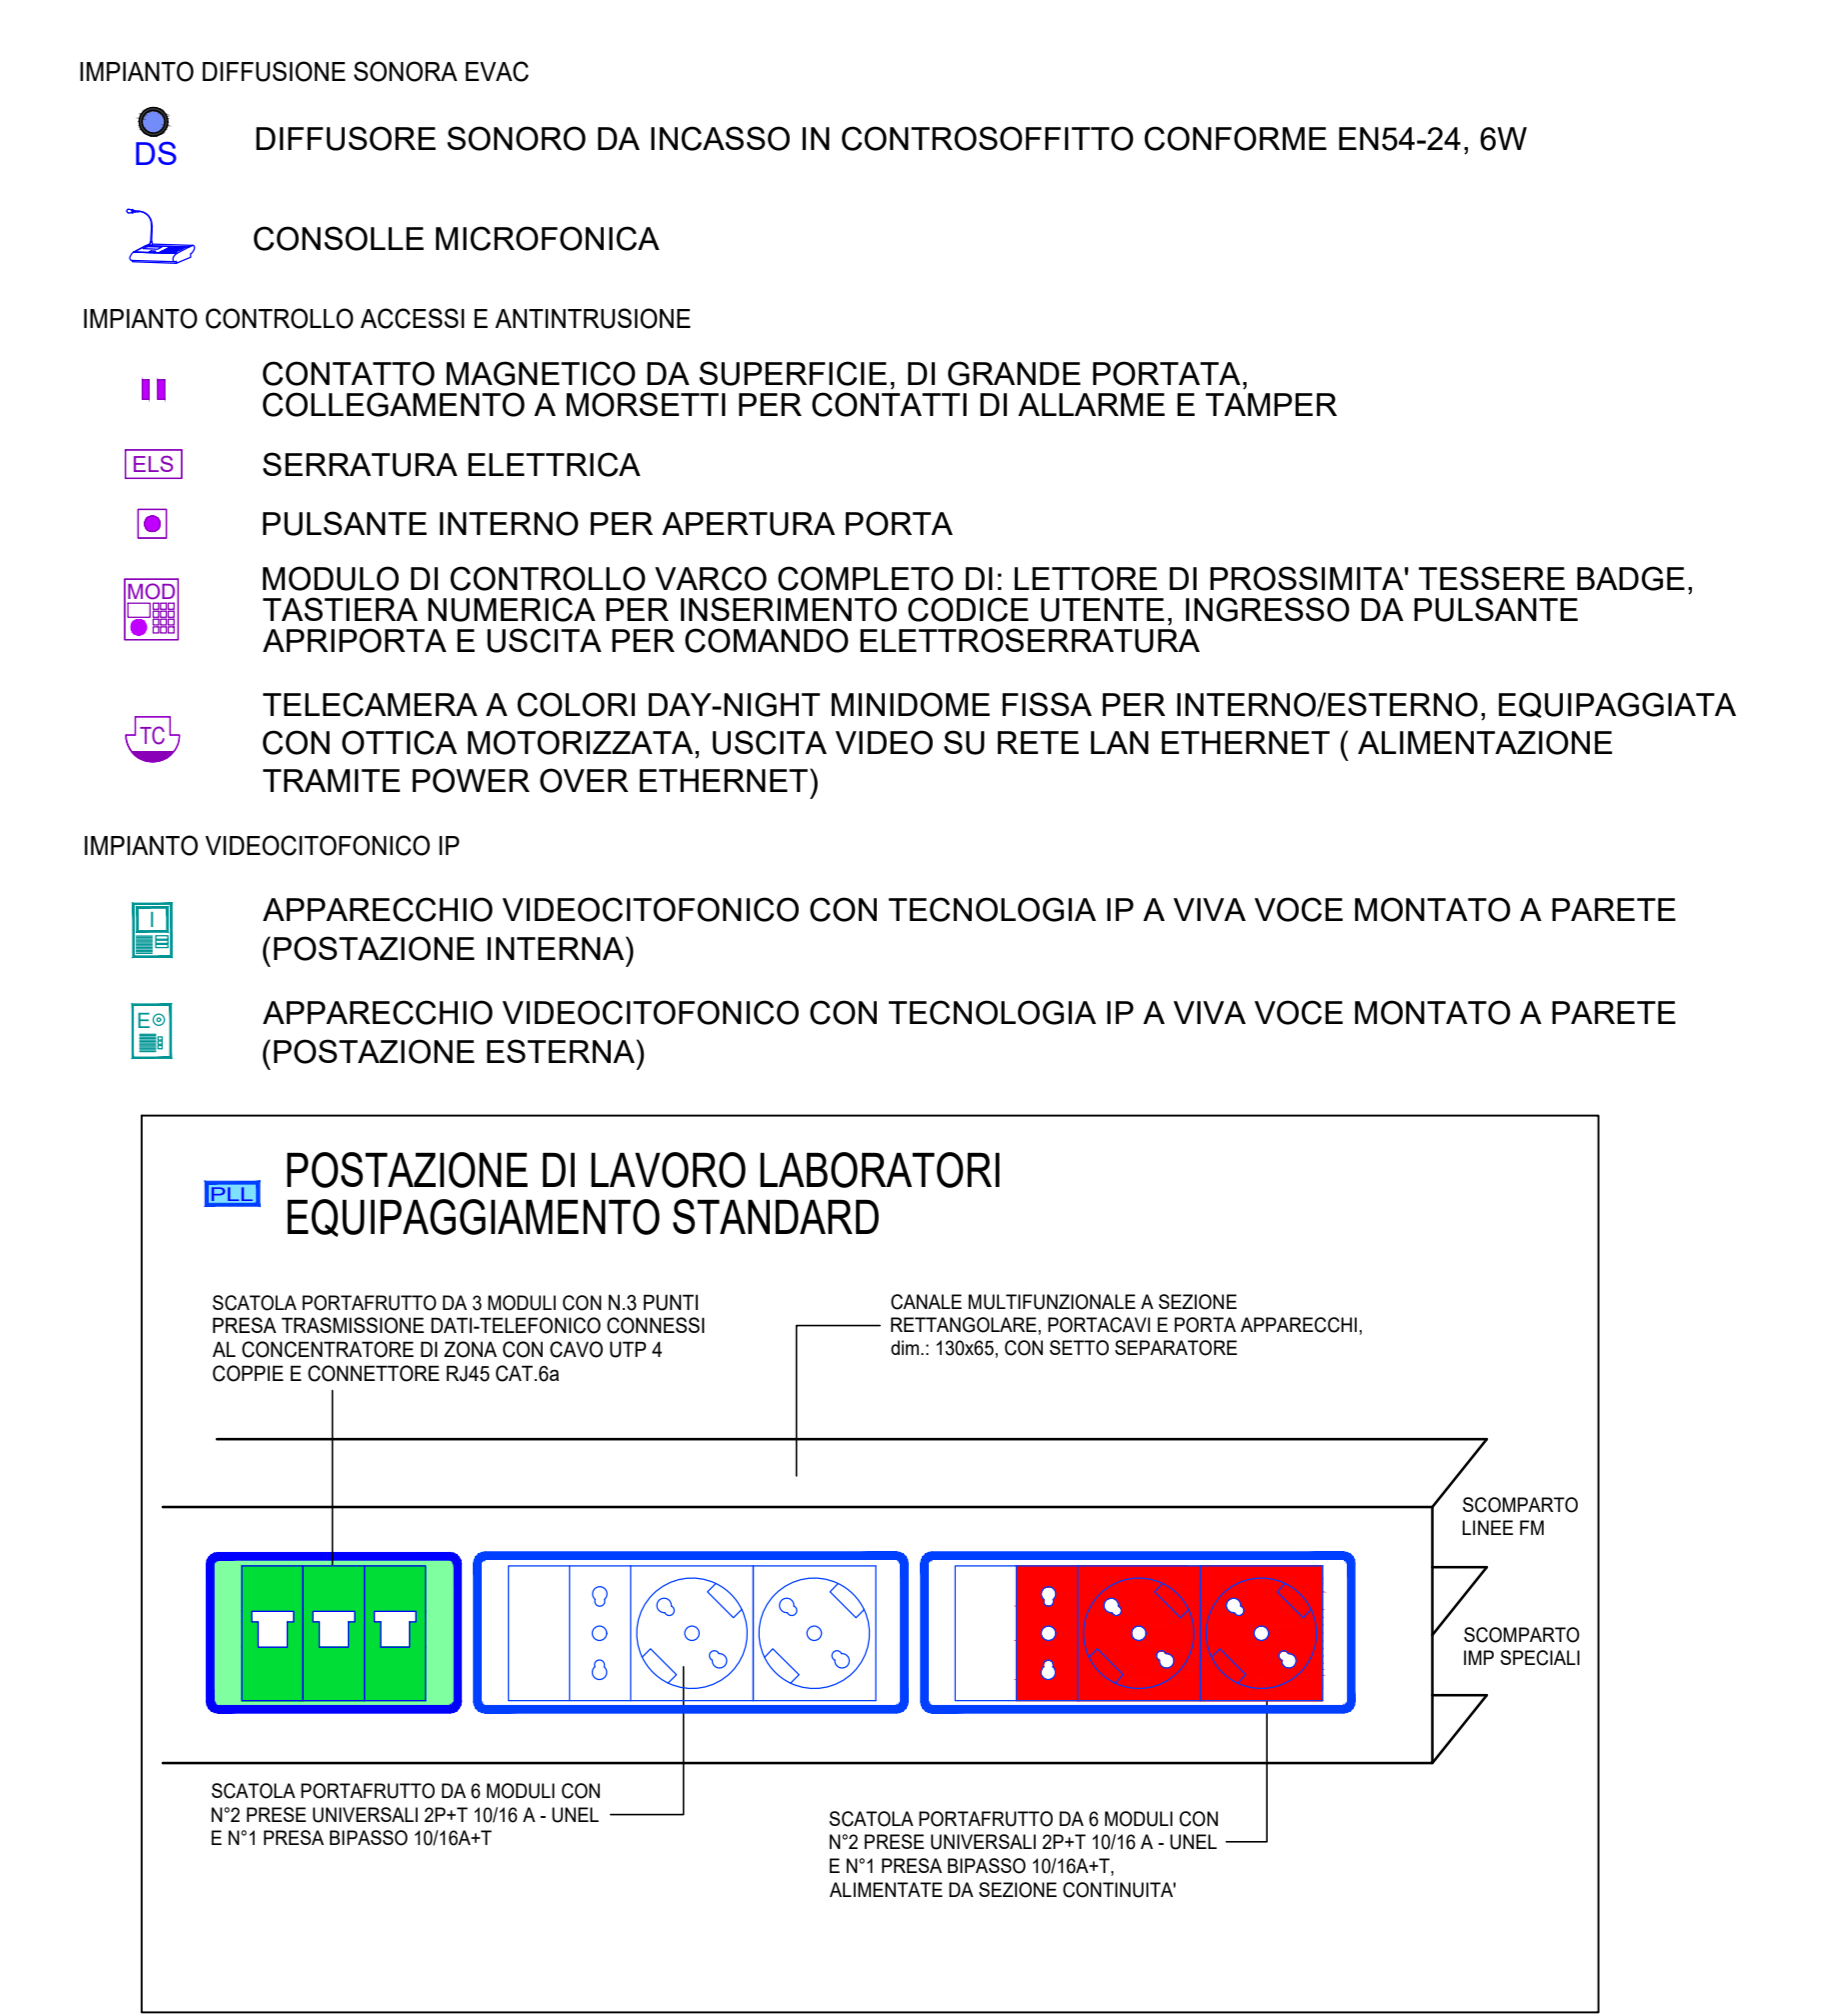 IMPIANTO DIFFUSIONE SONORA EVAC
DS
DIFFUSORE SONORO DA INCASSO IN CONTROSOFFITTO CONFORME EN54-24, 6W
CONSOLLE MICROFONICA
IMPIANTO CONTROLLO ACCESSI E ANTINTRUSIONE
CONTATTO MAGNETICO DA SUPERFICIE, DI GRANDE PORTATA,
COLLEGAMENTO A MORSETTI PER CONTATTI DI ALLARME E TAMPER
ELS
SERRATURA ELETTRICA
PULSANTE INTERNO PER APERTURA PORTA
MOD
MODULO DI CONTROLLO VARCO COMPLETO DI: LETTORE DI PROSSIMITA' TESSERE BADGE,
TASTIERA NUMERICA PER INSERIMENTO CODICE UTENTE, INGRESSO DA PULSANTE
APRIPORTA E USCITA PER COMANDO ELETTROSERRATURA
TC
TELECAMERA A COLORI DAY-NIGHT MINIDOME FISSA PER INTERNO/ESTERNO, EQUIPAGGIATA
CON OTTICA MOTORIZZATA, USCITA VIDEO SU RETE LAN ETHERNET ( ALIMENTAZIONE
TRAMITE POWER OVER ETHERNET)
IMPIANTO VIDEOCITOFONICO IP
I
APPARECCHIO VIDEOCITOFONICO CON TECNOLOGIA IP A VIVA VOCE MONTATO A PARETE
(POSTAZIONE INTERNA)
E
APPARECCHIO VIDEOCITOFONICO CON TECNOLOGIA IP A VIVA VOCE MONTATO A PARETE
(POSTAZIONE ESTERNA)
PLL
POSTAZIONE DI LAVORO LABORATORI
EQUIPAGGIAMENTO STANDARD
SCATOLA PORTAFRUTTO DA 3 MODULI CON N.3 PUNTI
PRESA TRASMISSIONE DATI-TELEFONICO CONNESSI
AL CONCENTRATORE DI ZONA CON CAVO UTP 4
COPPIE E CONNETTORE RJ45 CAT.6a
CANALE MULTIFUNZIONALE A SEZIONE
RETTANGOLARE, PORTACAVI E PORTA APPARECCHI,
dim.: 130x65, CON SETTO SEPARATORE
SCOMPARTO
LINEE FM
SCOMPARTO
IMP SPECIALI
SCATOLA PORTAFRUTTO DA 6 MODULI CON
N°2 PRESE UNIVERSALI 2P+T 10/16 A - UNEL
E N°1 PRESA BIPASSO 10/16A+T
SCATOLA PORTAFRUTTO DA 6 MODULI CON
N°2 PRESE UNIVERSALI 2P+T 10/16 A - UNEL
E N°1 PRESA BIPASSO 10/16A+T,
ALIMENTATE DA SEZIONE CONTINUITA'